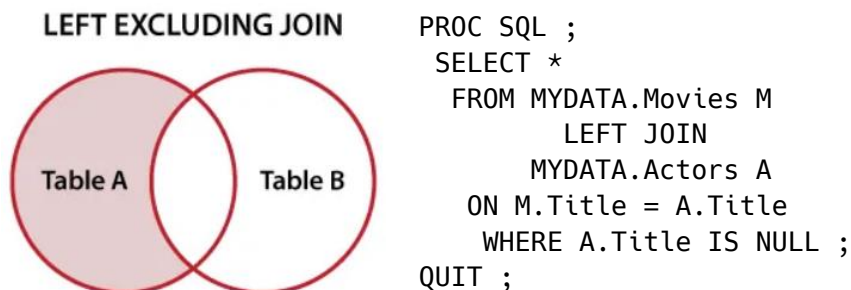 LEFT EXCLUDING JOIN
Table A
Table B
PROC SQL ;
SELECT *
FROM MYDATA.Movies M
LEFT JOIN
MYDATA.Actors A
ON M.Title = A.Title
WHERE A.Title IS NULL ;
QUIT ;